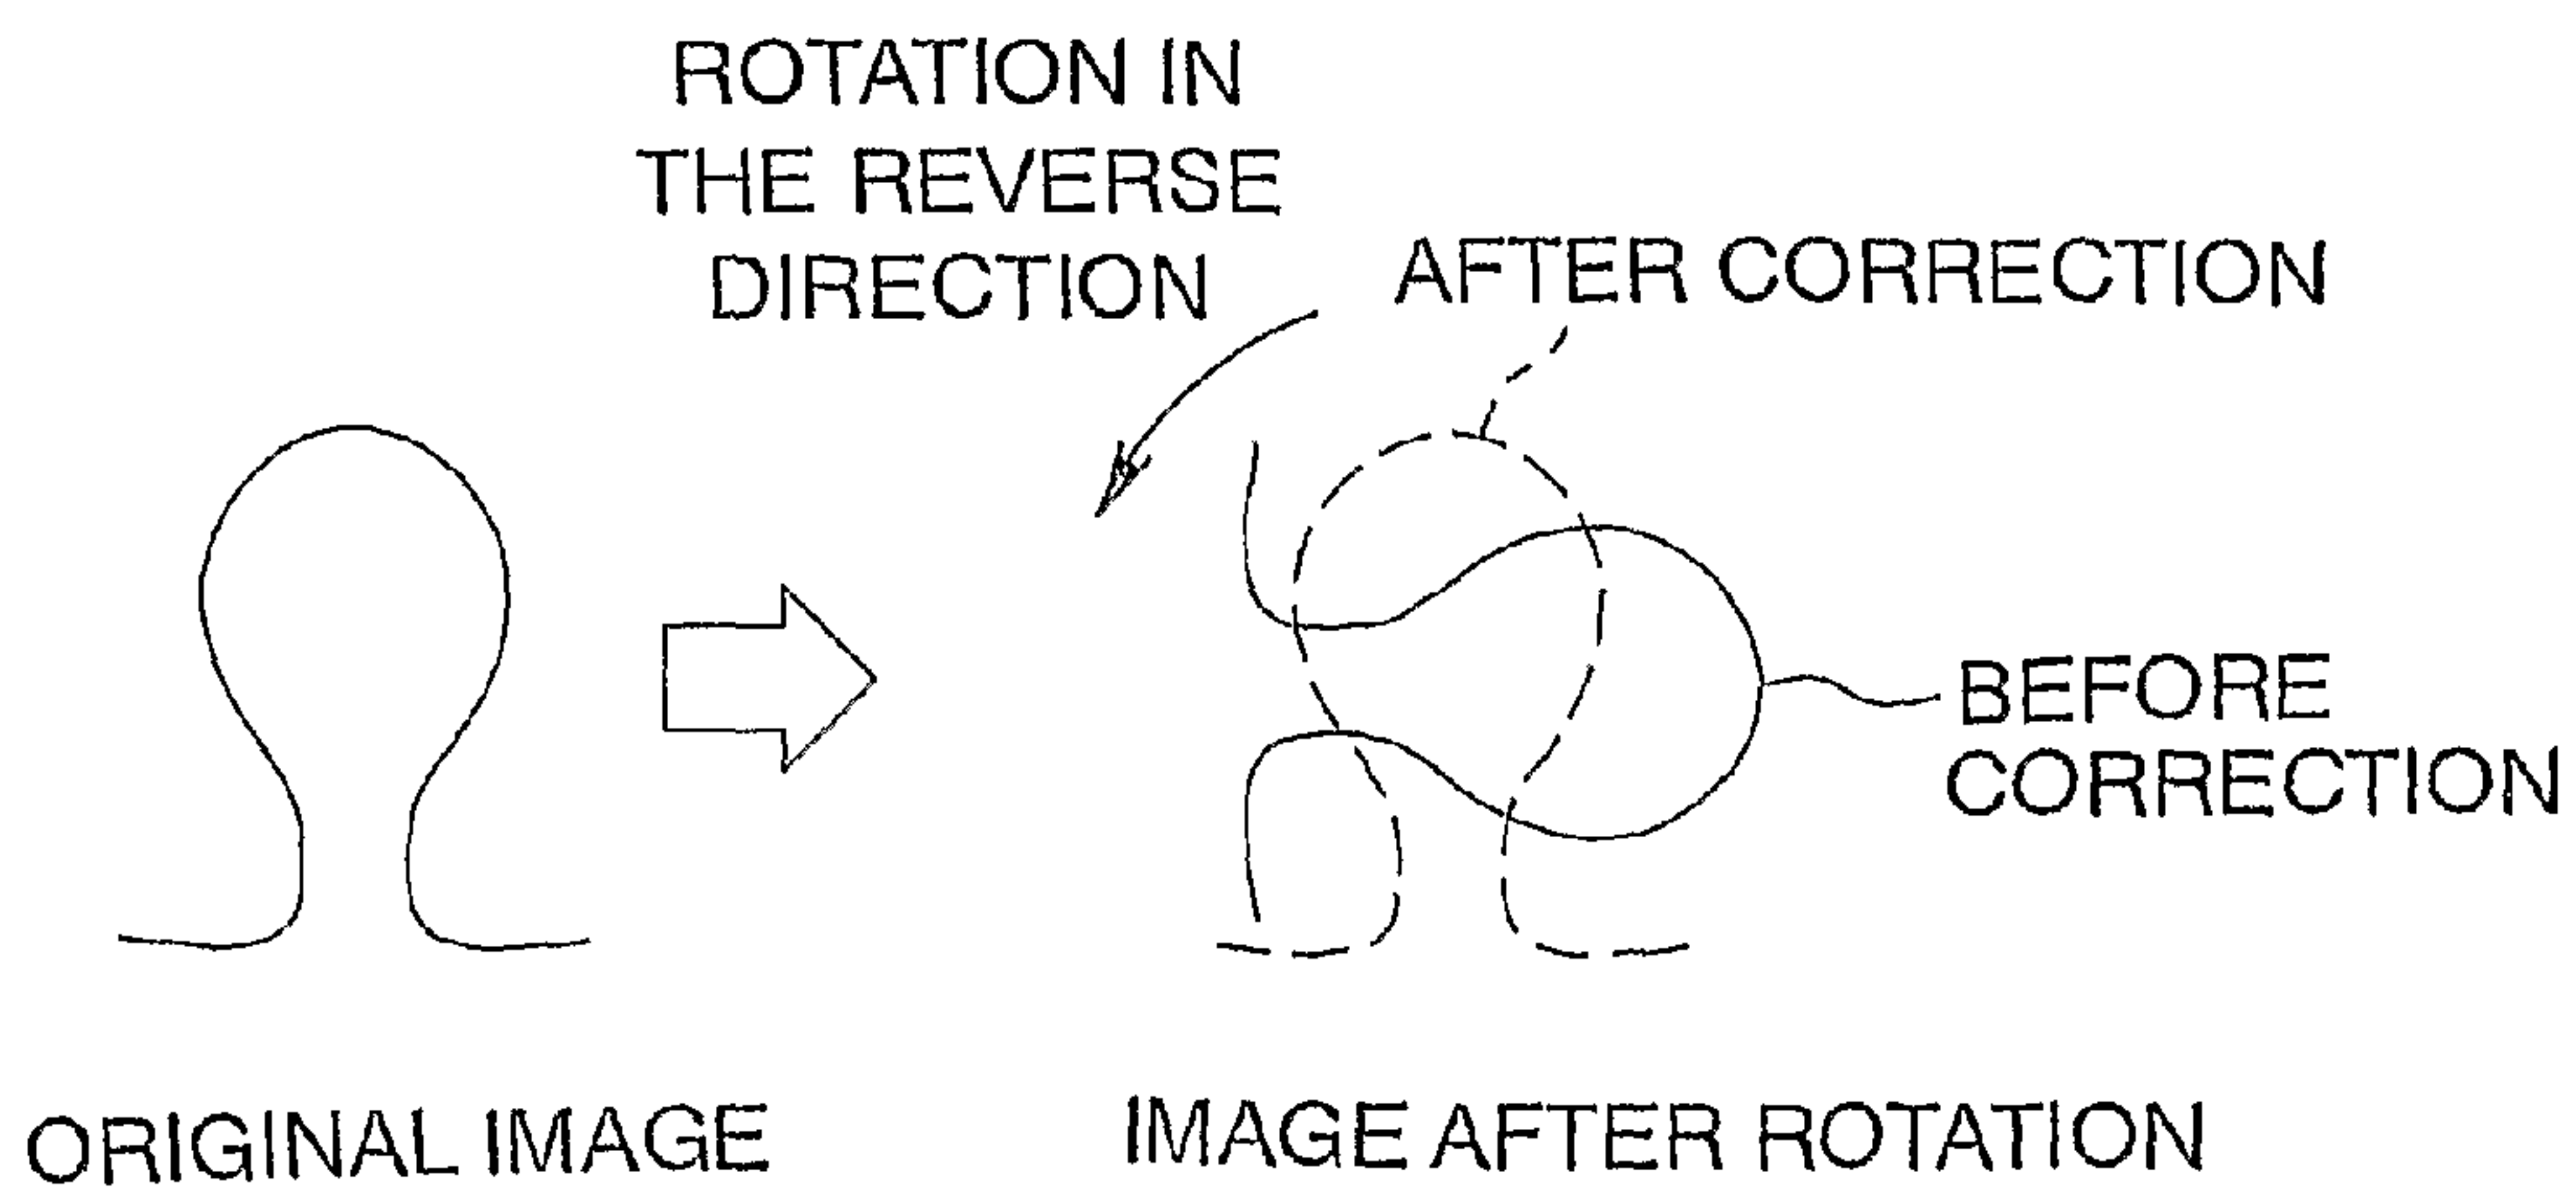 ROTATION IN
THE REVERSE
DIRECTION
AFTER CORRECTION
BEFORE
CORRECTION
ORIGINAL IMAGE
IMAGE AFTER ROTATION